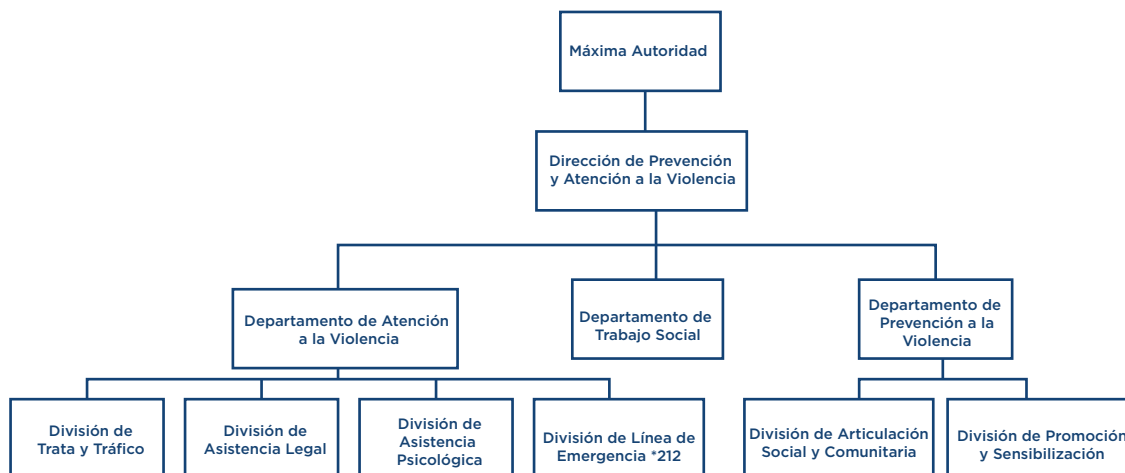 Máxima Autoridad
Dirección de Prevención
y Atención a la Violencia
Departamento de Atención
a la Violencia
Departamento de
Trabajo Social
Departamento de
Prevención a la
Violencia
División de
Trata y Tráfico
División de
Asistencia Legal
División de
Asistencia
Psicológica
División de Línea de
Emergencia *212
División de Articulación
Social y Comunitaria
División de Promoción
y Sensibilización